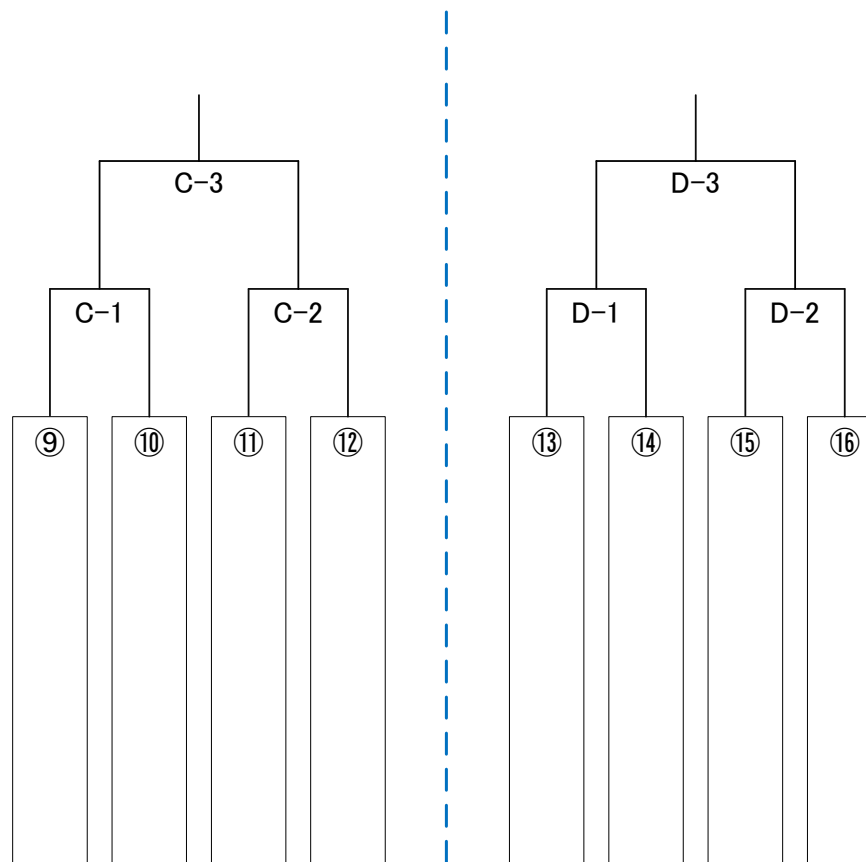 C-3 D-3
C-1 C-2 D-1 D-2
⑨ ⑩ ⑪ ⑫ ⑬ ⑭ ⑮ ⑯